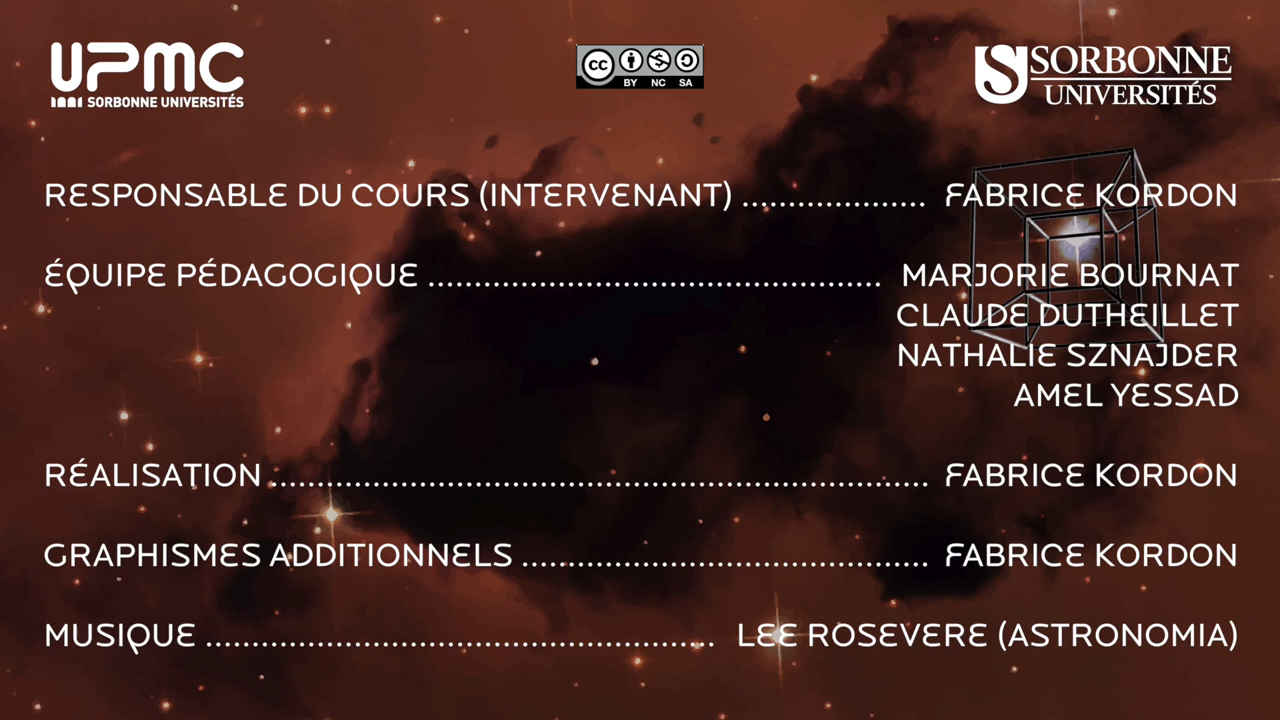 UPMC
SORBONNE UNIVERSITÉS
cc BY NC SA
SORBONNE
UNIVERSITÉS
RESPONSABLE DU COURS (INTERVENANT) .................... FABRICE KORDON
ÉQUIPE PÉDAGOGIQUE ................................................. MARJORIE BOURNAT
CLAUDE DUTHEILLET
NATHALIE SZNAJDER
AMEL YESSAD
RÉALISATION ....................................................................... FABRICE KORDON
GRAPHISMES ADDITIONNELS ............................................ FABRICE KORDON
MUSIQUE ....................................................... LEE ROSEVERE (ASTRONOMIA)